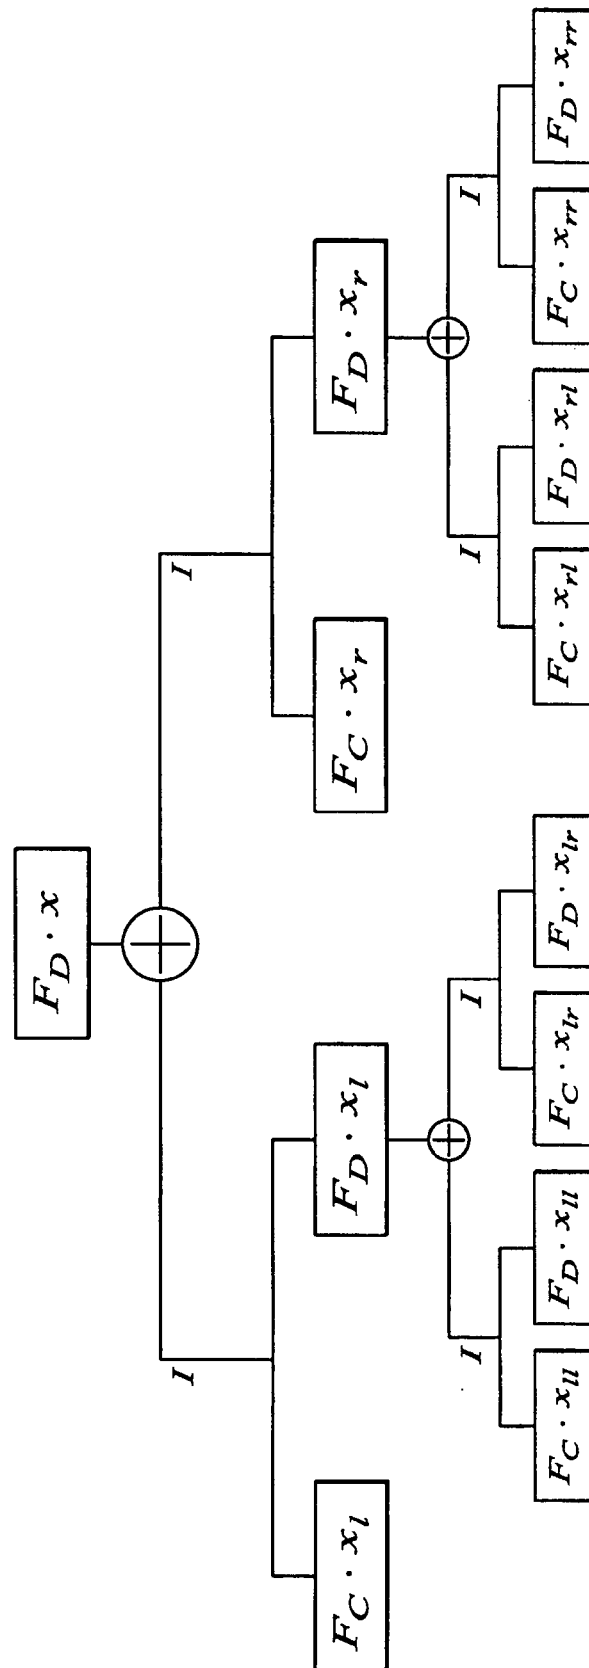 F_D · x
I
I
F_C · x_l
F_D · x_l
F_C · x_r
F_D · x_r
I
I
I
I
F_C · x_ll
F_D · x_ll
F_C · x_lr
F_D · x_lr
F_C · x_rl
F_D · x_rl
F_C · x_rr
F_D · x_rr